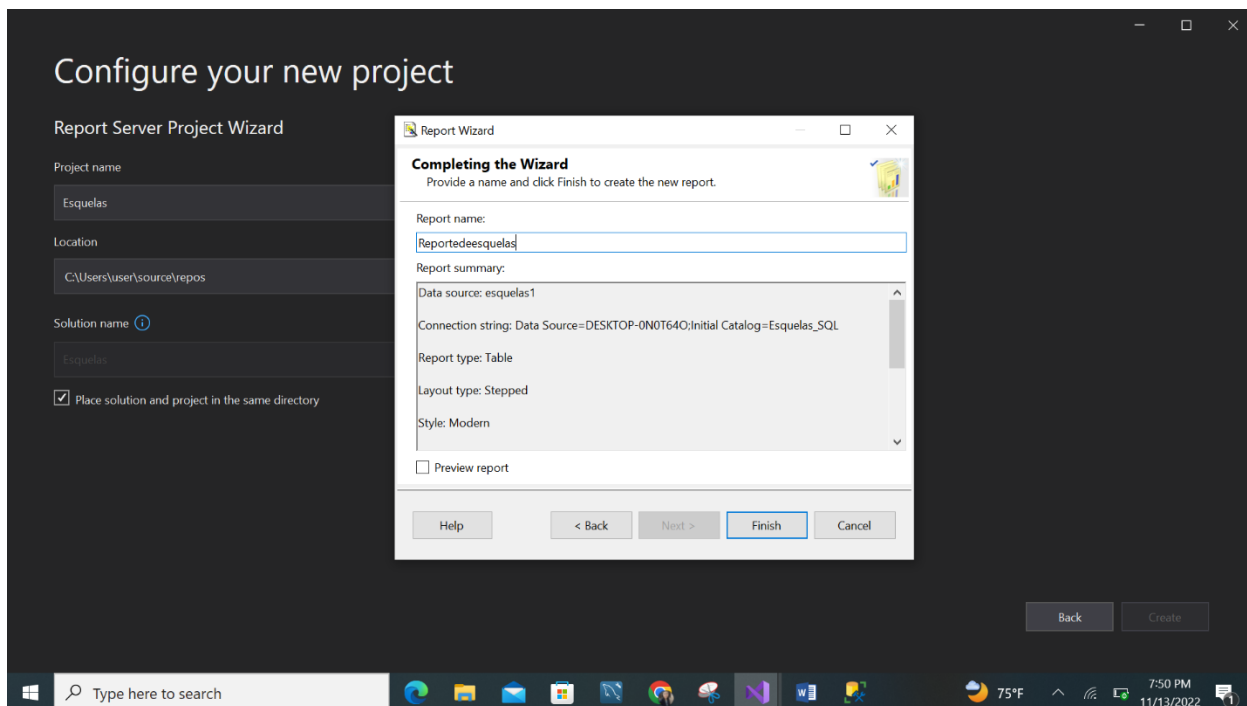 Configure your new project
Report Server Project Wizard
Project name
Esquelas
Location
C:\Users\user\source\repos
Solution name
Esquelas
Place solution and project in the same directory
Report Wizard
Completing the Wizard
Provide a name and click Finish to create the new report.
Report name:
Reportedeesquelas
Report summary:
Data source: esquelas1
Connection string: Data Source=DESKTOP-0N0T64O;Initial Catalog=Esquelas_SQL
Report type: Table
Layout type: Stepped
Style: Modern
Preview report
Help
< Back
Next >
Finish
Cancel
Back
Create
Type here to search
75°F
7:50 PM
11/13/2022
1